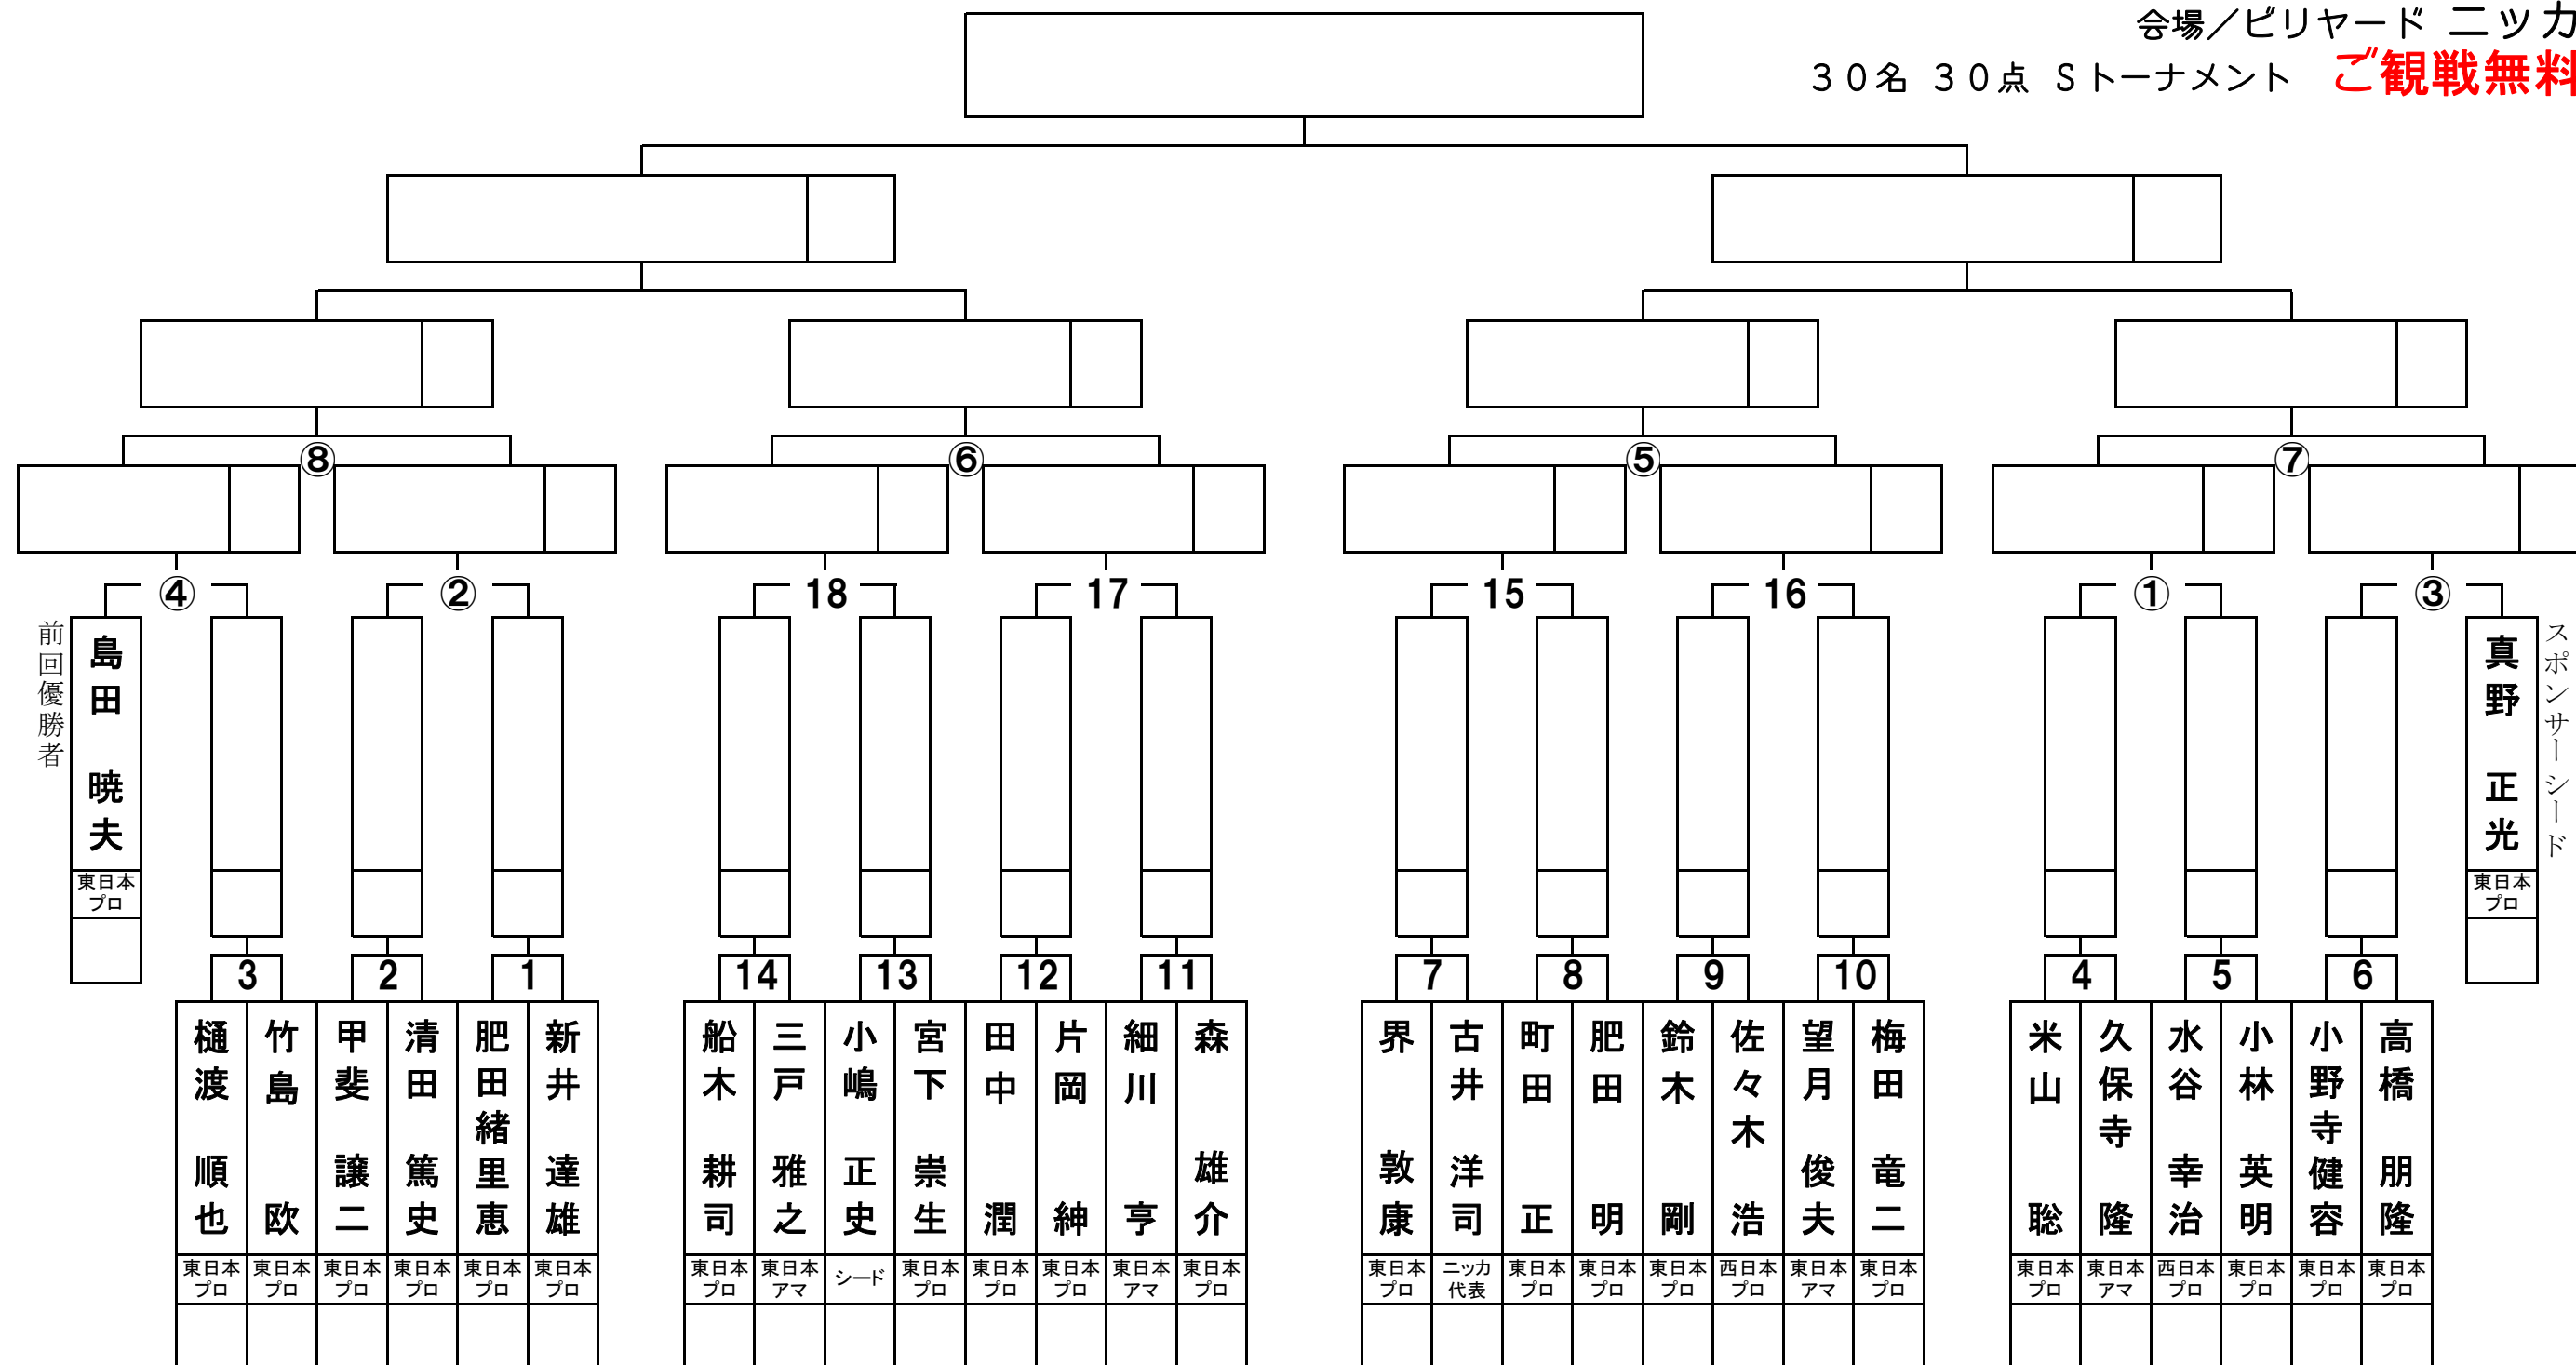 会場／ビリヤード ニッカ
３０名 ３０点 Ｓトーナメント ご観戦無料
⑧
⑥
⑤
⑦
④
②
18
17
15
16
①
③
前回優勝者
島田 暁夫
東日本
プロ
真野 正光
東日本
プロ
スポンサーシード
3
2
1
14
13
12
11
7
8
9
10
4
5
6
樋渡 順也
東日本
プロ
竹島 欧
東日本
プロ
甲斐 譲二
東日本
プロ
清田 篤史
東日本
プロ
肥田緒里恵
東日本
プロ
新井 達雄
東日本
プロ
船木 耕司
東日本
プロ
三戸 雅之
東日本
アマ
小嶋 正史
シード
宮下 崇生
東日本
プロ
田中 潤
東日本
プロ
片岡 紳
東日本
プロ
細川 亨
東日本
アマ
森 雄介
東日本
プロ
界 敦康
東日本
プロ
古井 洋司
ニッカ
代表
町田 正
東日本
プロ
肥田 明
東日本
プロ
鈴木 剛
東日本
プロ
佐々木 浩
西日本
プロ
望月 俊夫
東日本
アマ
梅田 竜二
東日本
プロ
米山 聡
東日本
プロ
久保寺 隆
東日本
アマ
水谷 幸治
西日本
プロ
小林 英明
東日本
プロ
小野寺健容
東日本
プロ
高橋 朋隆
東日本
プロ